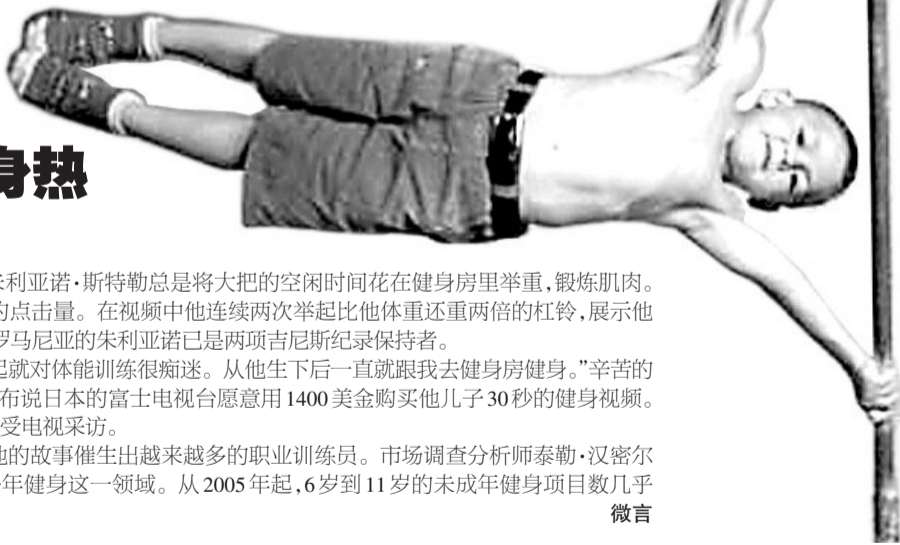 身热
朱利亚诺·斯特勒总是将大把的空闲时间花在健身房里举重,锻炼肌肉。
的点击量。在视频中他连续两次举起比他体重还重两倍的杠铃,展示他
罗马尼亚的朱利亚诺已是两项吉尼斯纪录保持者。
起就对体能训练很痴迷。从他生下后一直就跟我去健身房健身。”辛苦的
布说日本的富士电视台愿意用1400美金购买他儿子30秒的健身视频。
受电视采访。
他的故事催生出越来越多的职业训练员。市场调查分析师泰勒·汉密尔
年健身这一领域。从2005年起,6岁到11岁的未成年健身项目数几乎
微言